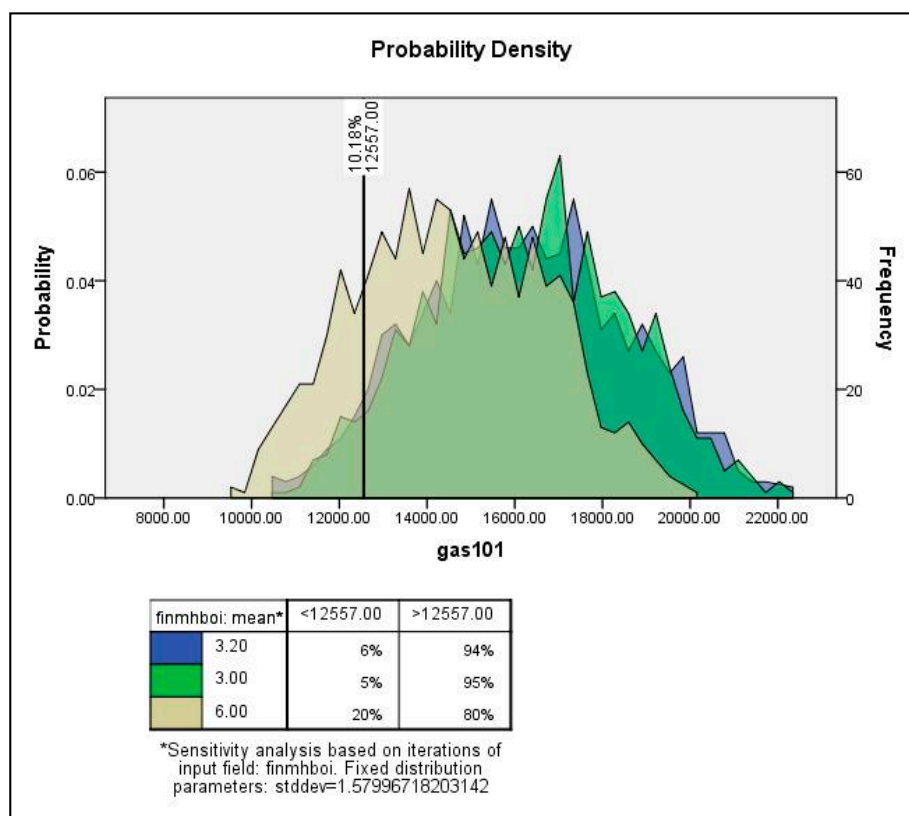 Probability Density
10.18%
12557.00
0.06
0.04
0.02
0.00
Probability
60
40
20
0
Frequency
8000.00 10000.00 12000.00 14000.00 16000.00 18000.00 20000.00 22000.00
gas101
finmhboi: mean* <12557.00 >12557.00
3.20 6% 94%
3.00 5% 95%
6.00 20% 80%
*Sensitivity analysis based on iterations of
input field: finmhboi. Fixed distribution
parameters: stddev=1.57996718203142